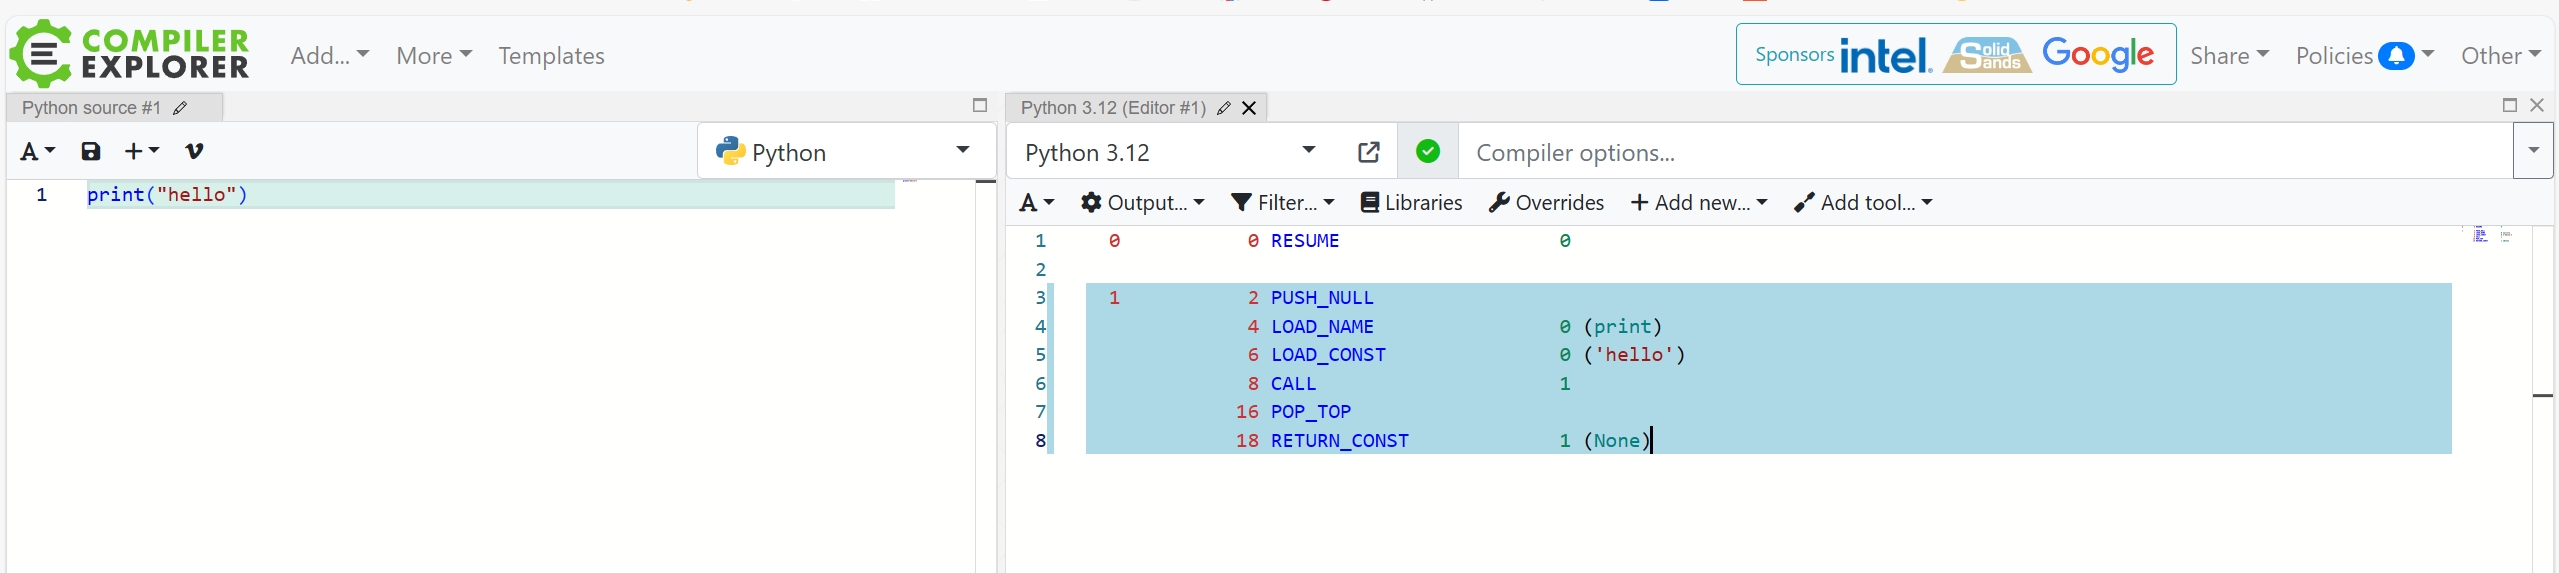 COMPILER EXPLORER Add... More Templates Sponsors intel. Solid Sands Google Share Policies Other
Python source #1
Python
1 print("hello")
Python 3.12 (Editor #1)
Python 3.12 Compiler options...
A Output... Filter... Libraries Overrides Add new... Add tool...
1 0 0 RESUME 0
2
3 1 2 PUSH_NULL
4 4 LOAD_NAME 0 (print)
5 6 LOAD_CONST 0 ('hello')
6 8 CALL 1
7 16 POP_TOP
8 18 RETURN_CONST 1 (None)